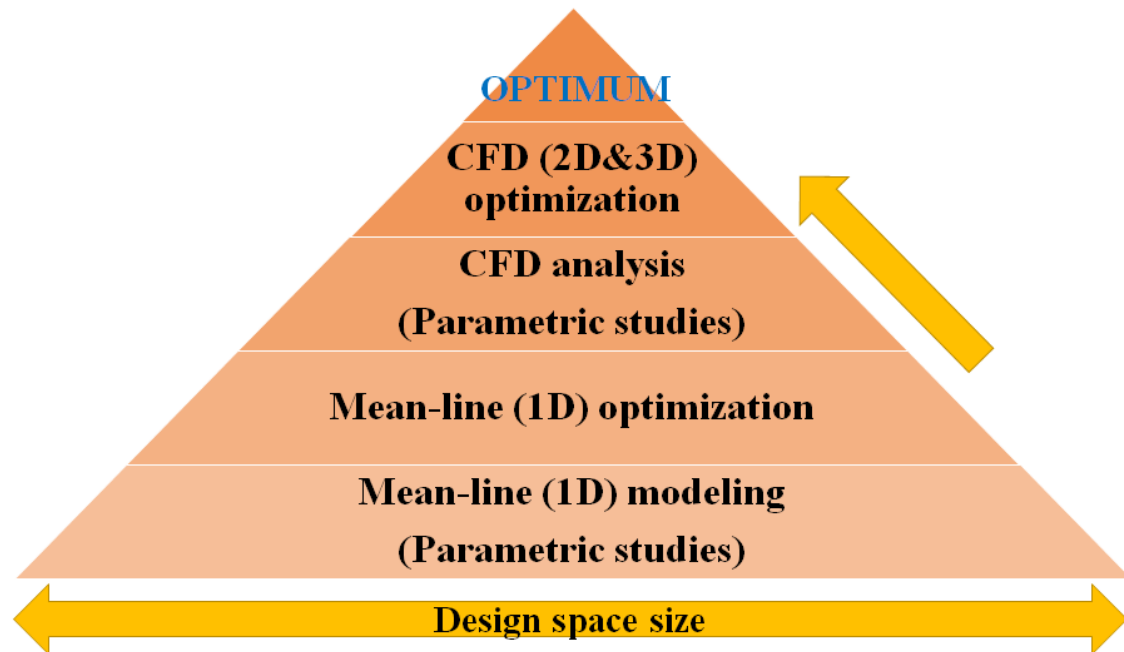 OPTIMUM
CFD (2D&3D)
optimization
CFD analysis
(Parametric studies)
Mean-line (1D) optimization
Mean-line (1D) modeling
(Parametric studies)
Design space size